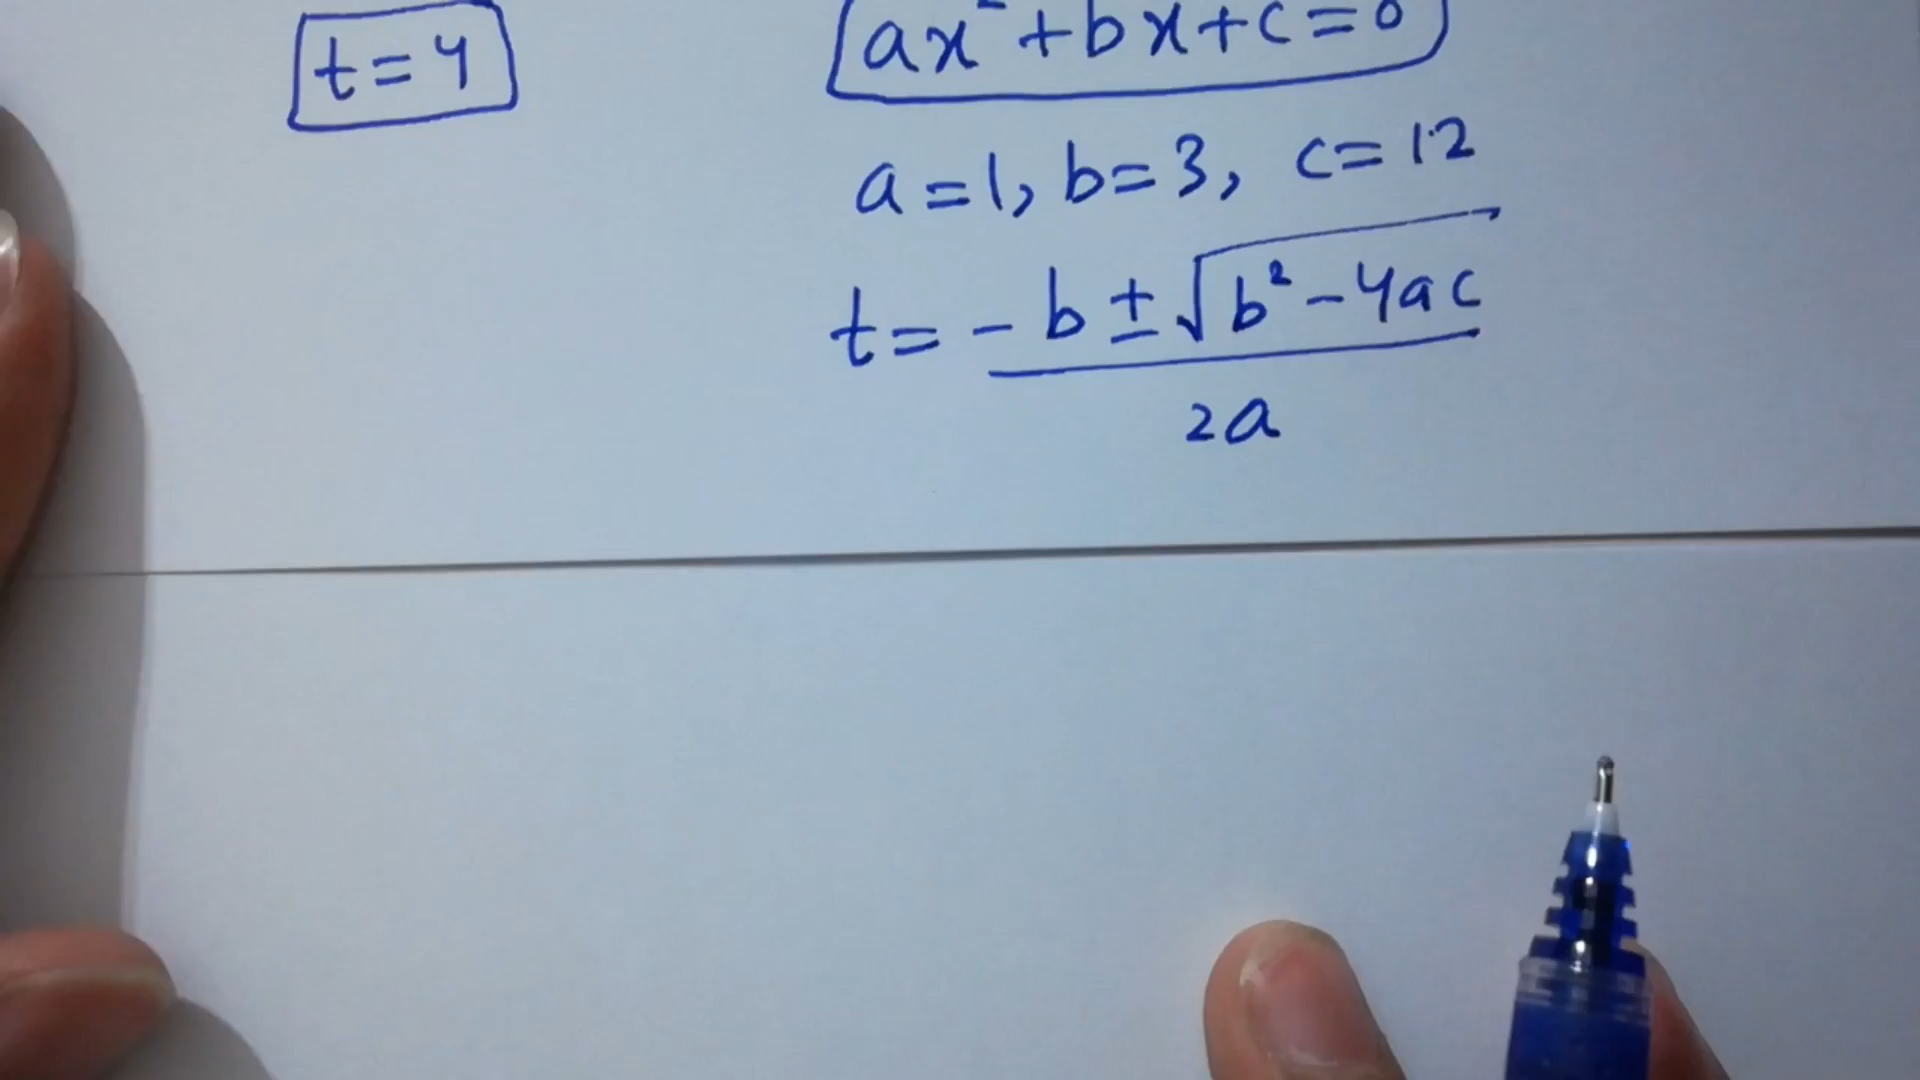 t=4
ax²+bx+c=0
a=1, b=3, c=12
t= -b ± √b²-4ac
2a